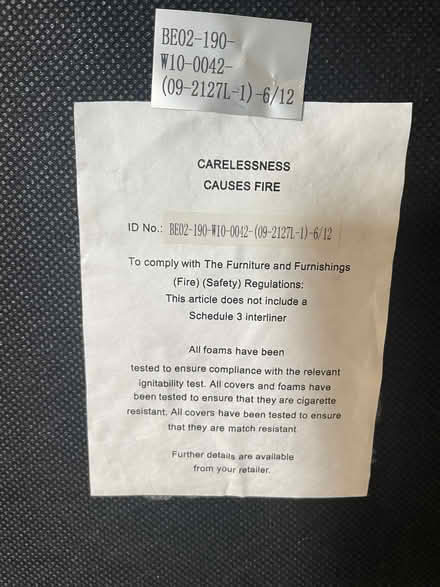 BE02-190-
W10-0042-
(09-2127L-1)-6/12
CARELESSNESS
CAUSES FIRE
ID No.: BE02-190-W10-0042-(09-2127L-1)-6/12
To comply with The Furniture and Furnishings
(Fire) (Safety) Regulations:
This article does not include a
Schedule 3 interliner
All foams have been
tested to ensure compliance with the relevant
ignitability test. All covers and foams have
been tested to ensure that they are cigarette
resistant. All covers have been tested to ensure
that they are match resistant
Further details are available
from your retailer.